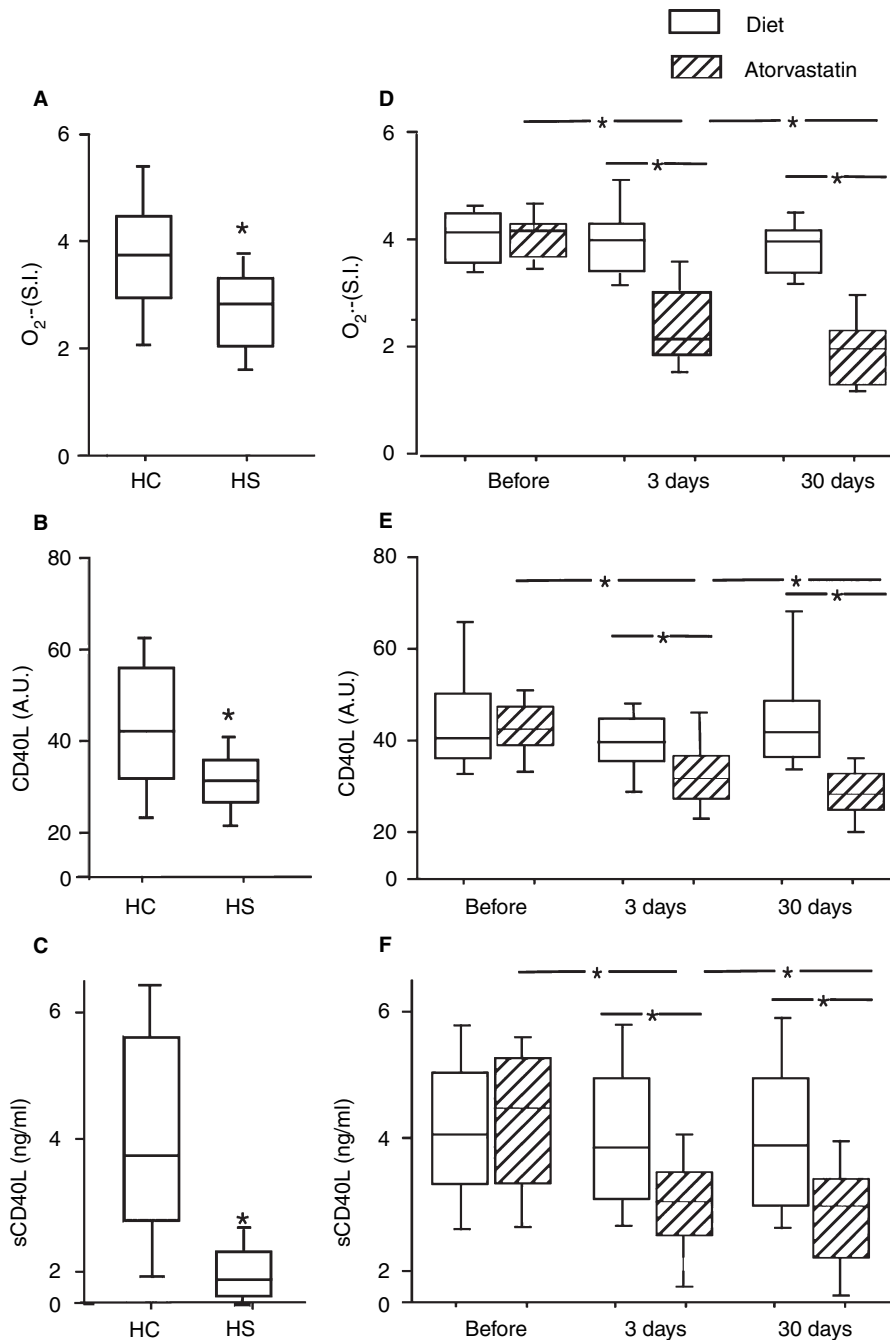 Diet
Atorvastatin
A
6
4
2
0
O2·-(S.I.)
*
HC HS
D
6
4
2
0
* *
* *
Before 3 days 30 days
B
80
60
40
20
0
CD40L (A.U.)
*
HC HS
E
80
60
40
20
0
CD40L (A.U.)
* *
* *
Before 3 days 30 days
C
6
4
2
0
sCD40L (ng/ml)
*
HC HS
F
6
4
2
0
sCD40L (ng/ml)
* *
* *
Before 3 days 30 days